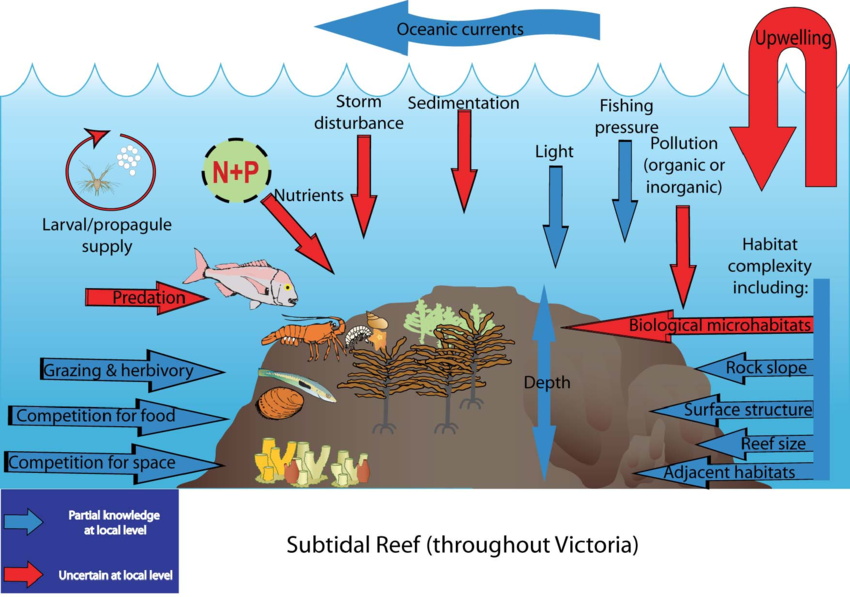 Oceanic currents
Upwelling
Storm
disturbance
Sedimentation
Fishing
pressure
Light
Pollution
(organic or
inorganic)
N+P
Nutrients
Larval/propagule
supply
Habitat
complexity
including:
Predation
Biological microhabitats
Grazing & herbivory
Rock slope
Depth
Competition for food
Surface structure
Reef size
Competition for space
Adjacent habitats
Partial knowledge
at local level
Uncertain at local level
Subtidal Reef (throughout Victoria)